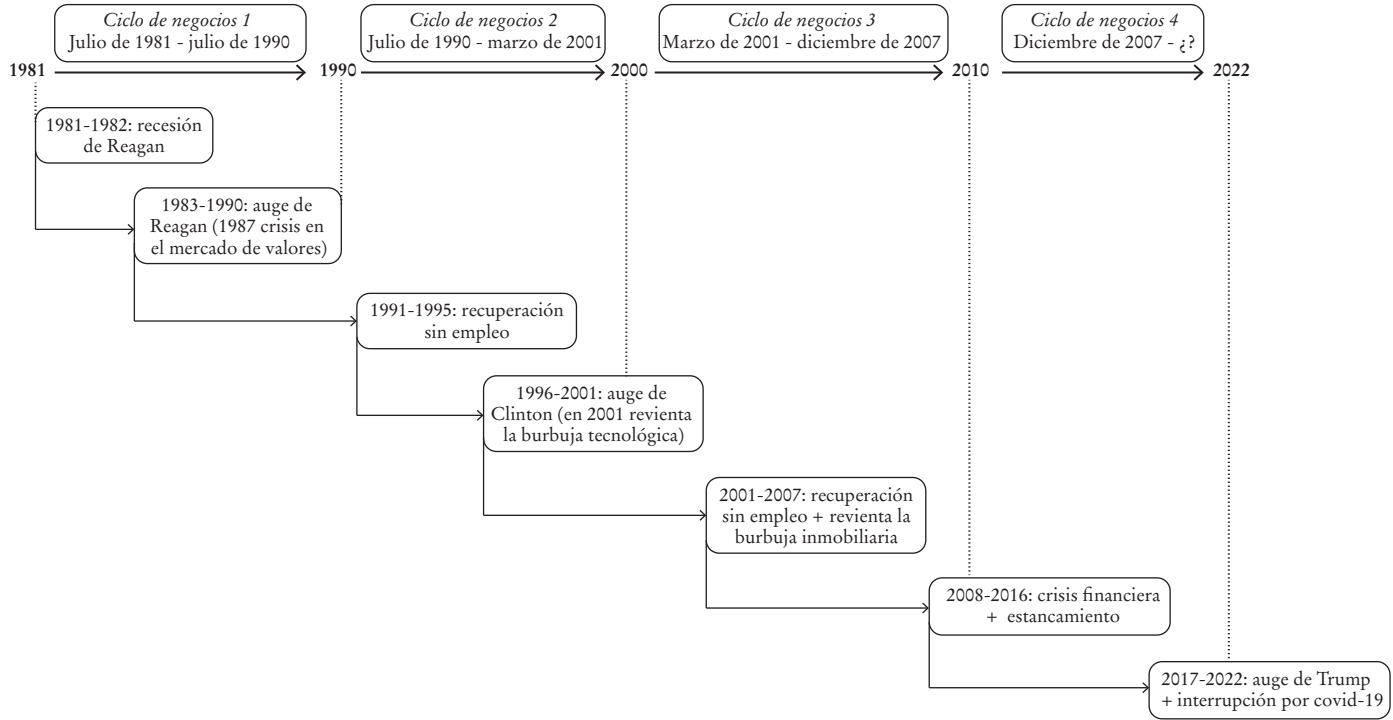 Ciclo de negocios 1
Julio de 1981 - julio de 1990
Ciclo de negocios 2
Julio de 1990 - marzo de 2001
Ciclo de negocios 3
Marzo de 2001 - diciembre de 2007
Ciclo de negocios 4
Diciembre de 2007 - ¿?
1981
1990
2000
2010
2022
1981-1982: recesión
de Reagan
1983-1990: auge de
Reagan (1987 crisis en
el mercado de valores)
1991-1995: recuperación
sin empleo
1996-2001: auge de
Clinton (en 2001 revienta
la burbuja tecnológica)
2001-2007: recuperación
sin empleo + revienta la
burbuja inmobiliaria
2008-2016: crisis financiera
+ estancamiento
2017-2022: auge de Trump
+ interrupción por covid-19